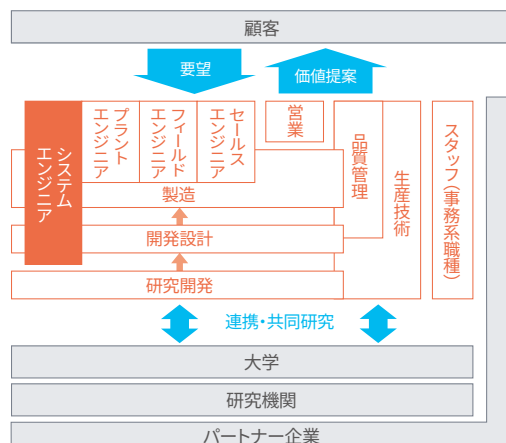 顧客
要望
価値提案
システム
エンジニア
プラント
エンジニア
フィールド
エンジニア
セールス
エンジニア
営業
品質管理
生産技術
スタッフ(事務系職種)
製造
開発設計
研究開発
連携・共同研究
大学
研究機関
パートナー企業